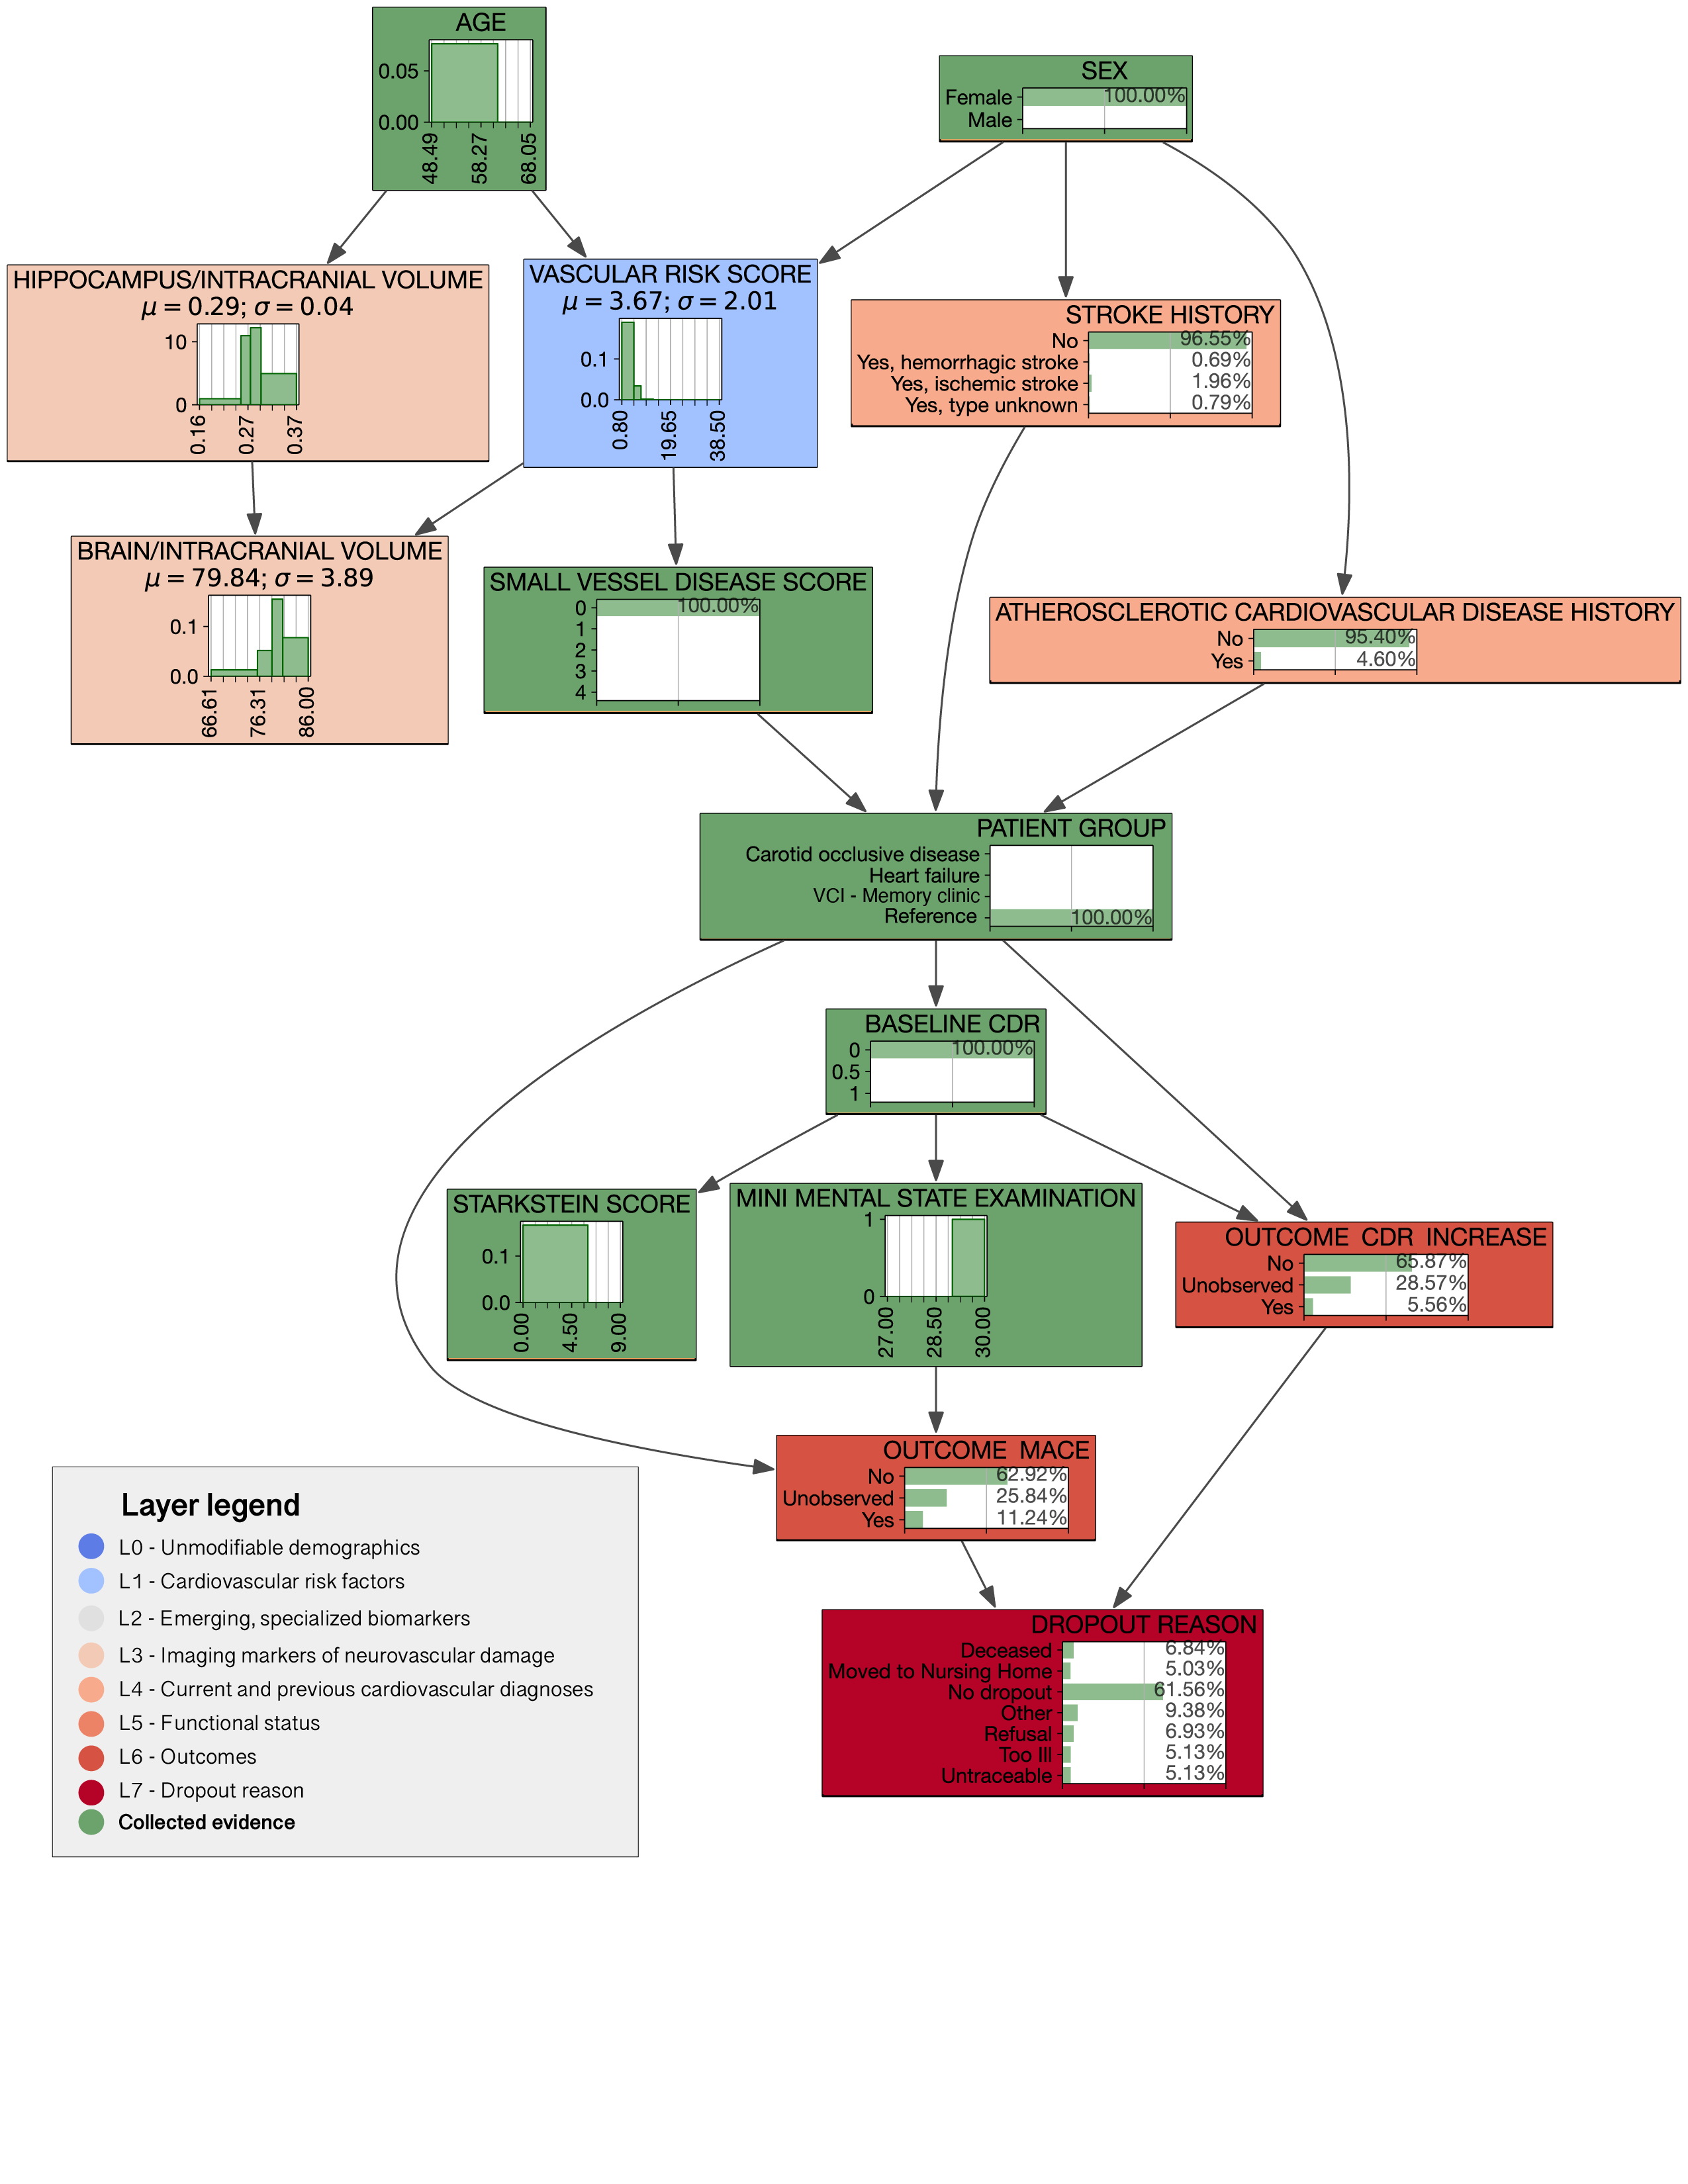 AGE
0.05
0.00
48.49
58.27
68.05
SEX
Female
100.00%
Male
HIPPOCAMPUS/INTRACRANIAL VOLUME
μ = 0.29; σ = 0.04
10
0
0.16
0.27
0.37
VASCULAR RISK SCORE
μ = 3.67; σ = 2.01
0.1
0.0
0.80
19.65
38.50
STROKE HISTORY
No 96.55%
Yes, hemorrhagic stroke 0.69%
Yes, ischemic stroke 1.96%
Yes, type unknown 0.79%
BRAIN/INTRACRANIAL VOLUME
μ = 79.84; σ = 3.89
0.1
0.0
66.61
76.31
86.00
SMALL VESSEL DISEASE SCORE
0 100.00%
1
2
3
4
ATHEROSCLEROTIC CARDIOVASCULAR DISEASE HISTORY
No 95.40%
Yes 4.60%
PATIENT GROUP
Carotid occlusive disease
Heart failure
VCI - Memory clinic
Reference 100.00%
BASELINE CDR
0 100.00%
0.5
1
STARKSTEIN SCORE
0.1
0.0
0.00
4.50
9.00
MINI MENTAL STATE EXAMINATION
1
0
27.00
28.50
30.00
OUTCOME CDR INCREASE
No 65.87%
Unobserved 28.57%
Yes 5.56%
OUTCOME MACE
No 62.92%
Unobserved 25.84%
Yes 11.24%
DROPOUT REASON
Deceased 6.84%
Moved to Nursing Home 5.03%
No dropout 61.56%
Other 9.38%
Refusal 6.93%
Too Ill 5.13%
Untraceable 5.13%
Layer legend
L0 - Unmodifiable demographics
L1 - Cardiovascular risk factors
L2 - Emerging, specialized biomarkers
L3 - Imaging markers of neurovascular damage
L4 - Current and previous cardiovascular diagnoses
L5 - Functional status
L6 - Outcomes
L7 - Dropout reason
Collected evidence